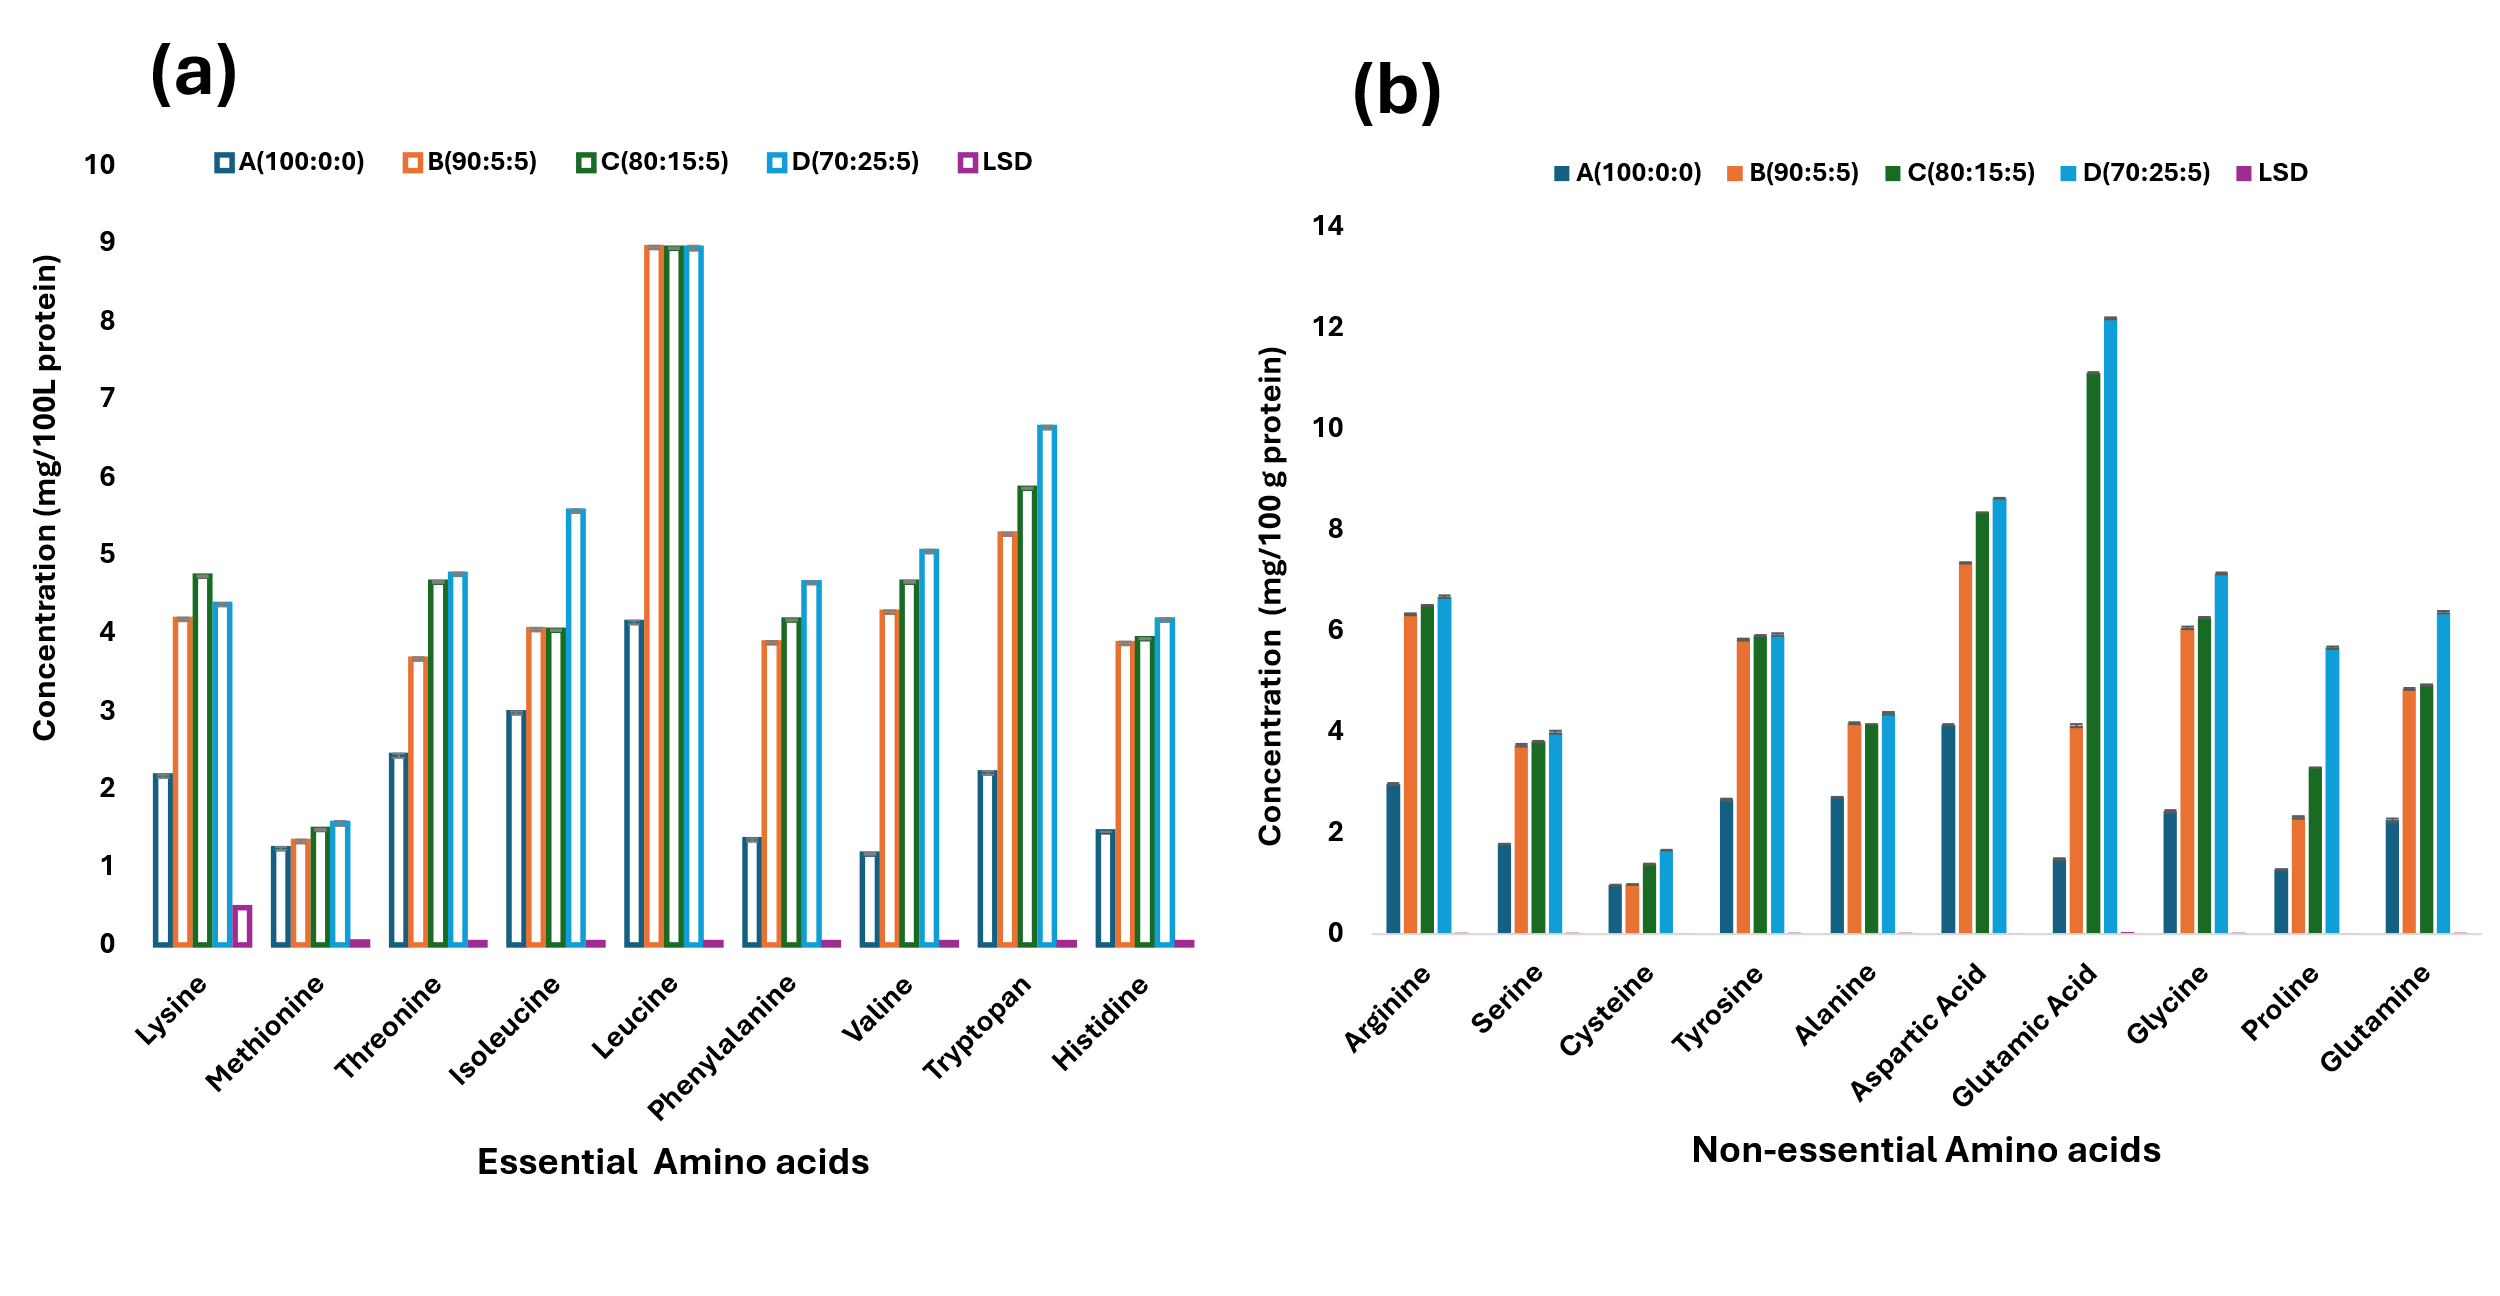 (a)
A(100:0:0) B(90:5:5) C(80:15:5) D(70:25:5) LSD
10
9
8
7
6
5
4
3
2
1
0
Concentration (mg/100L protein)
Lysine
Methionine
Threonine
Isoleucine
Leucine
Phenylalanine
Valine
Tryptopan
Histidine
Essential Amino acids
(b)
A(100:0:0) B(90:5:5) C(80:15:5) D(70:25:5) LSD
14
12
10
8
6
4
2
0
Concentration (mg/100 g protein)
Arginine
Serine
Cysteine
Tyrosine
Alanine
Aspartic Acid
Glutamic Acid
Glycine
Proline
Glutamine
Non-essential Amino acids